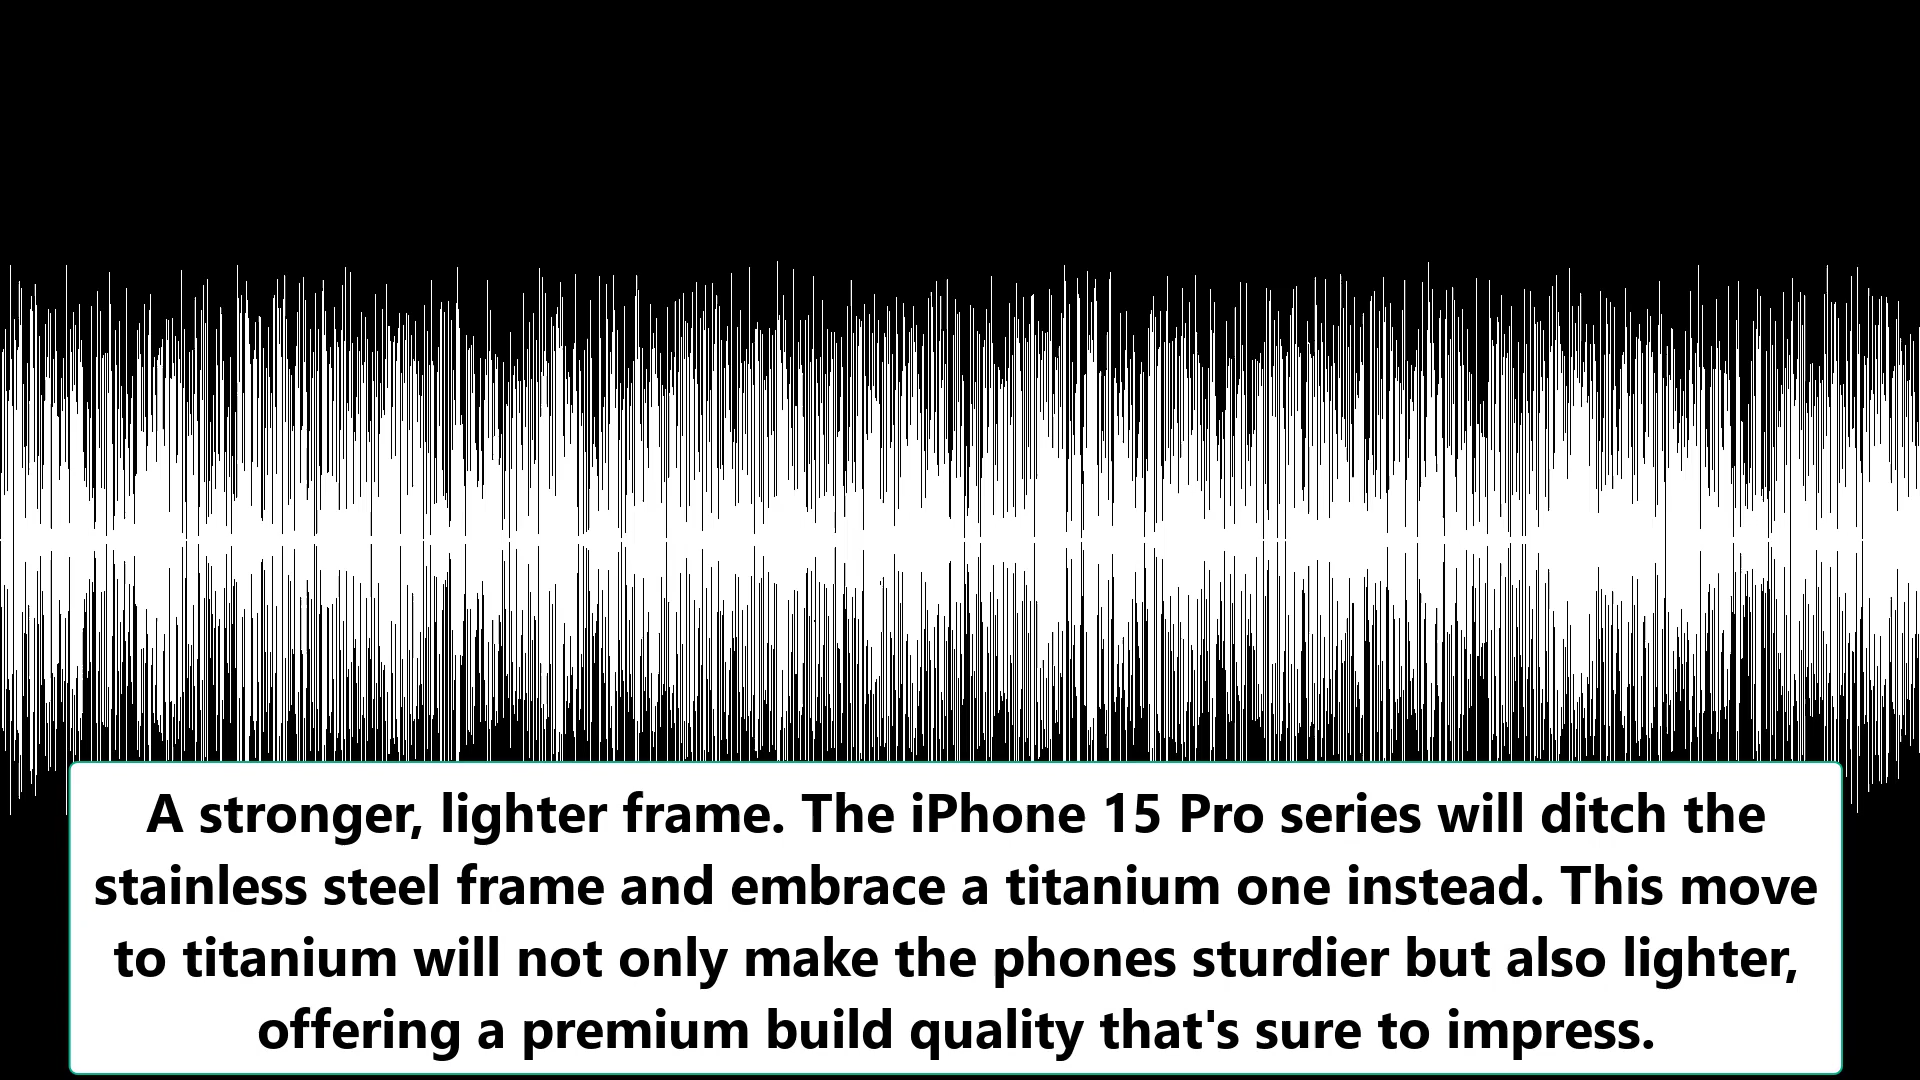 A stronger, lighter frame. The iPhone 15 Pro series will ditch the
stainless steel frame and embrace a titanium one instead. This move
to titanium will not only make the phones sturdier but also lighter,
offering a premium build quality that's sure to impress.